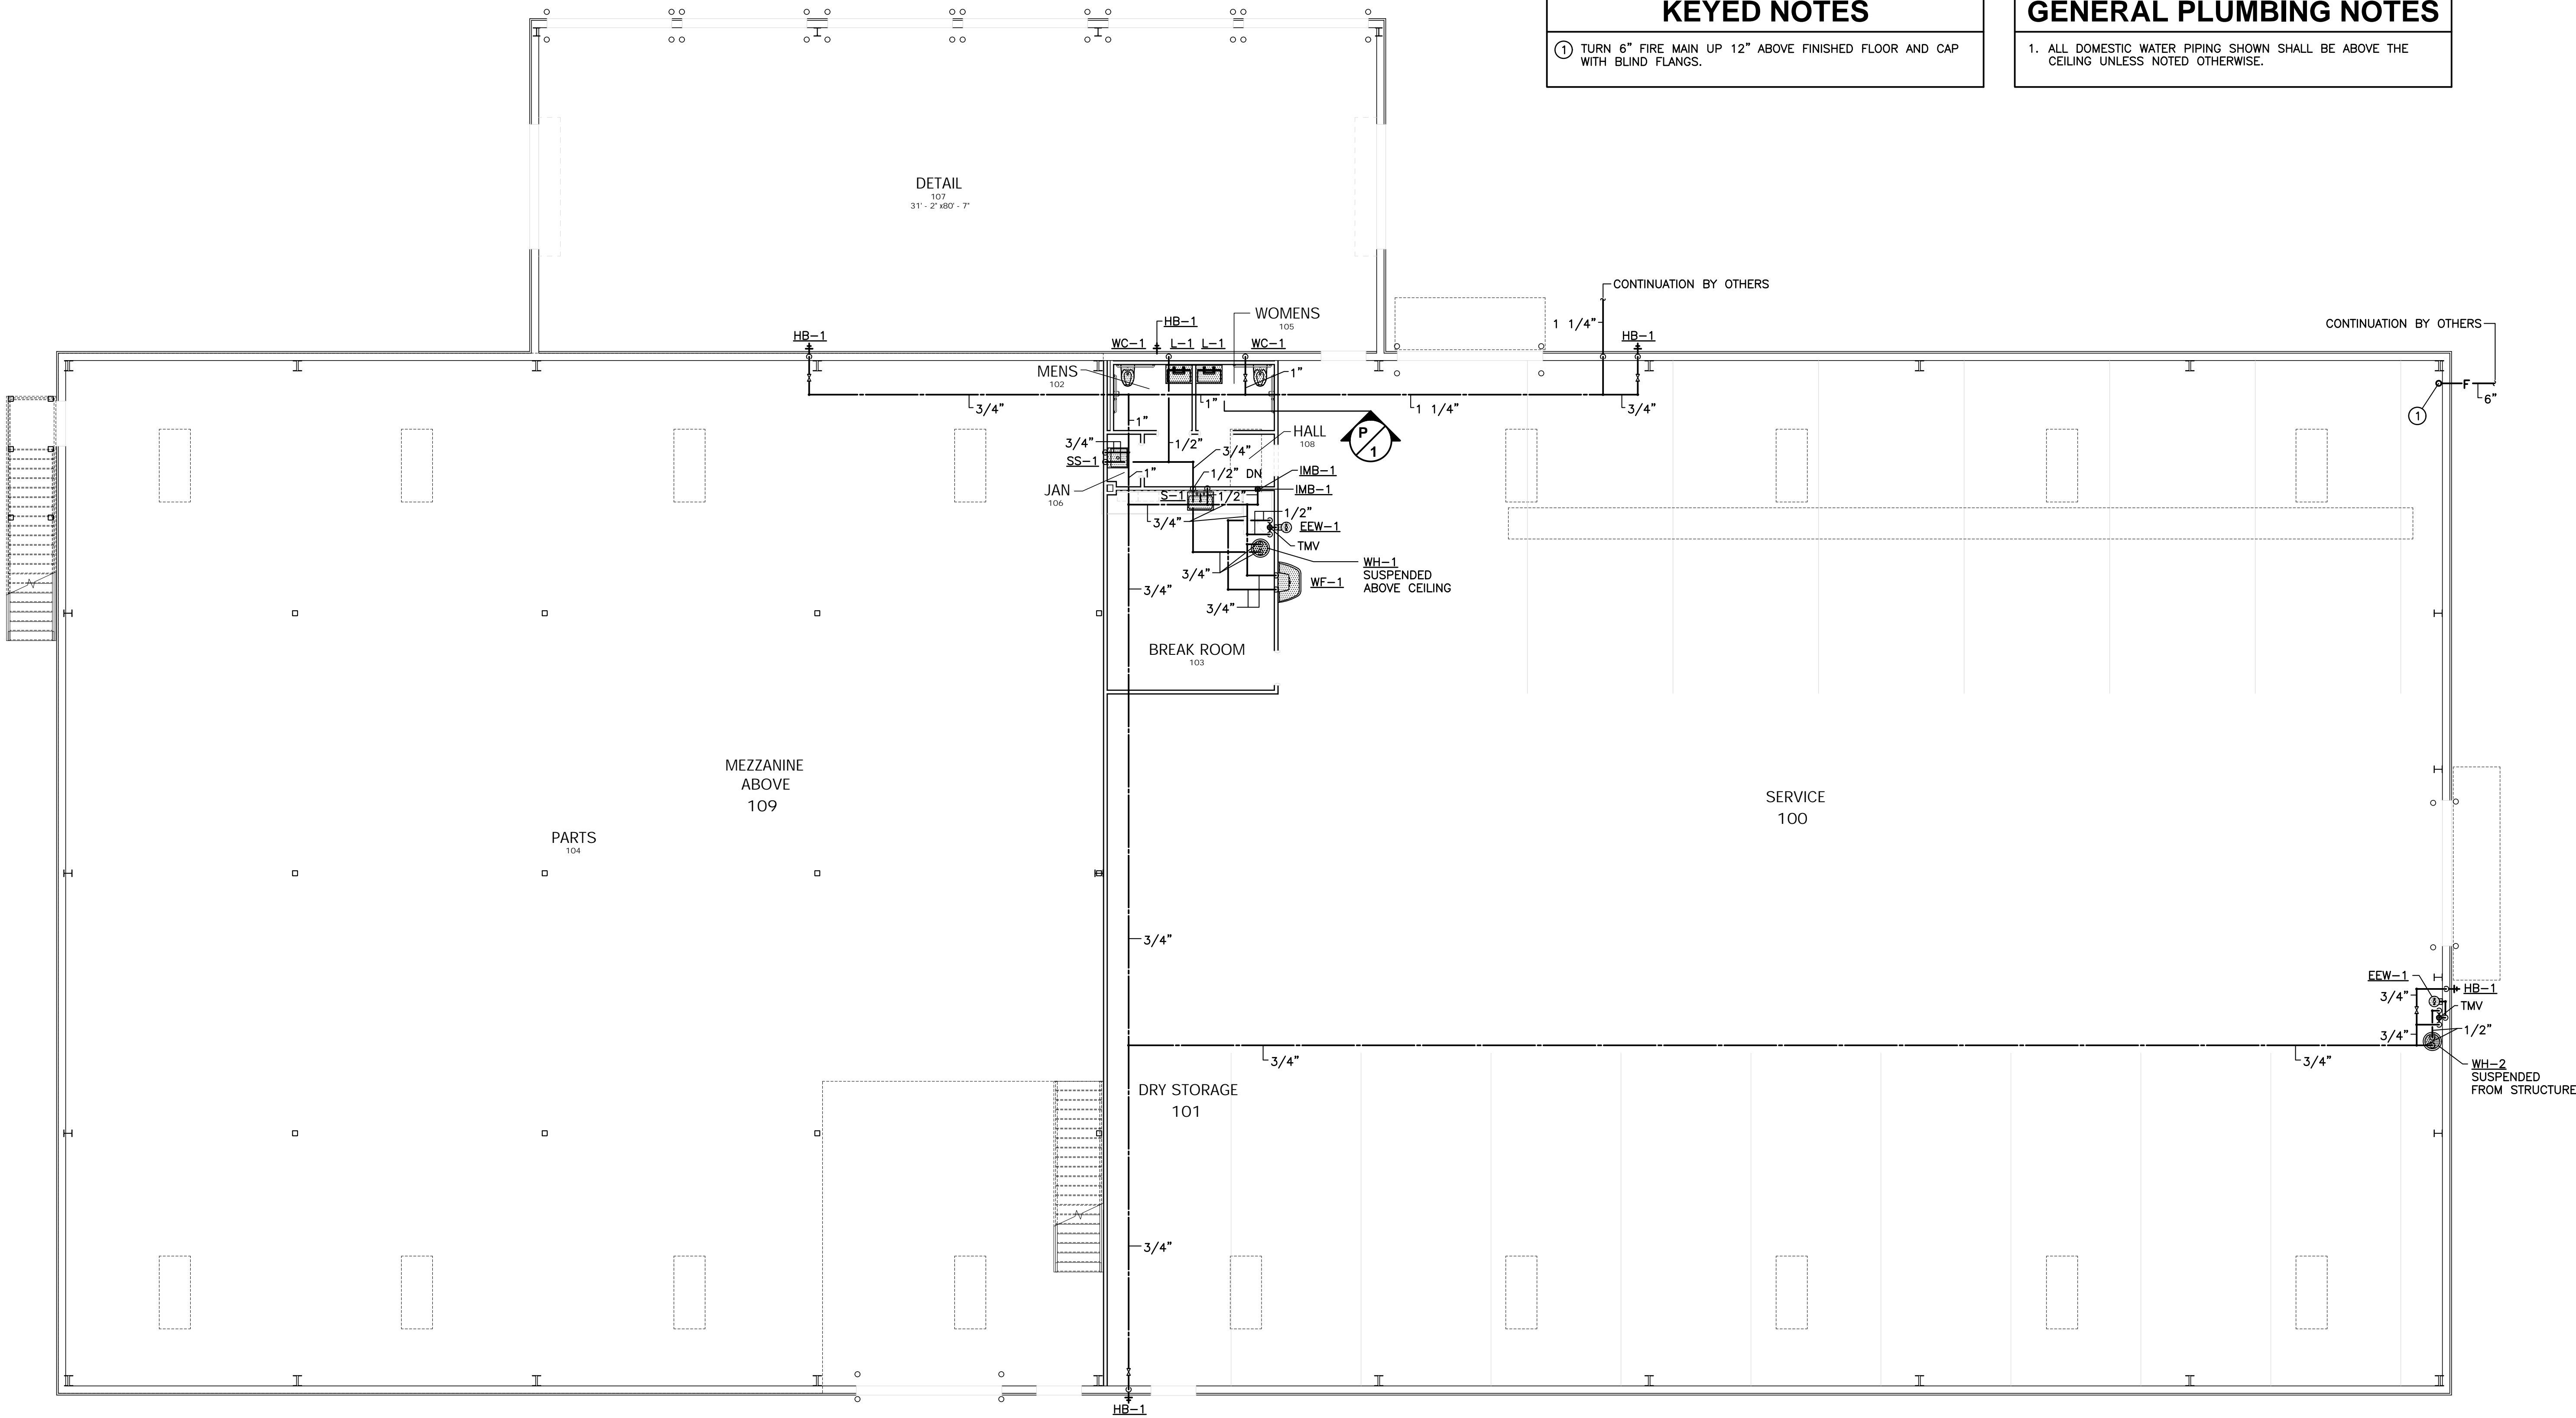 KEYED NOTES
1 TURN 6" FIRE MAIN UP 12" ABOVE FINISHED FLOOR AND CAP
WITH BLIND FLANGS.
GENERAL PLUMBING NOTES
1. ALL DOMESTIC WATER PIPING SHOWN SHALL BE ABOVE THE
CEILING UNLESS NOTED OTHERWISE.
DETAIL
107
31' - 2" x80' - 7"
CONTINUATION BY OTHERS
1 1/4"
CONTINUATION BY OTHERS
F
6"
1
HB-1
HB-1
WOMENS
105
HB-1
WC-1
L-1
L-1
WC-1
MENS
102
1"
3/4"
1"
1 1/4"
3/4"
1"
1/2"
3/4"
HALL
108
P
1
3/4"
SS-1
1"
1/2" DN
IMB-1
JAN
106
S-1
1/2"
IMB-1
3/4"
1/2"
EEW-1
TMV
3/4"
WH-1
SUSPENDED
ABOVE CEILING
WF-1
3/4"
3/4"
BREAK ROOM
103
MEZZANINE
ABOVE
109
PARTS
104
SERVICE
100
3/4"
EEW-1
3/4"
HB-1
TMV
3/4"
1/2"
3/4"
3/4"
WH-2
SUSPENDED
FROM STRUCTURE
DRY STORAGE
101
3/4"
HB-1